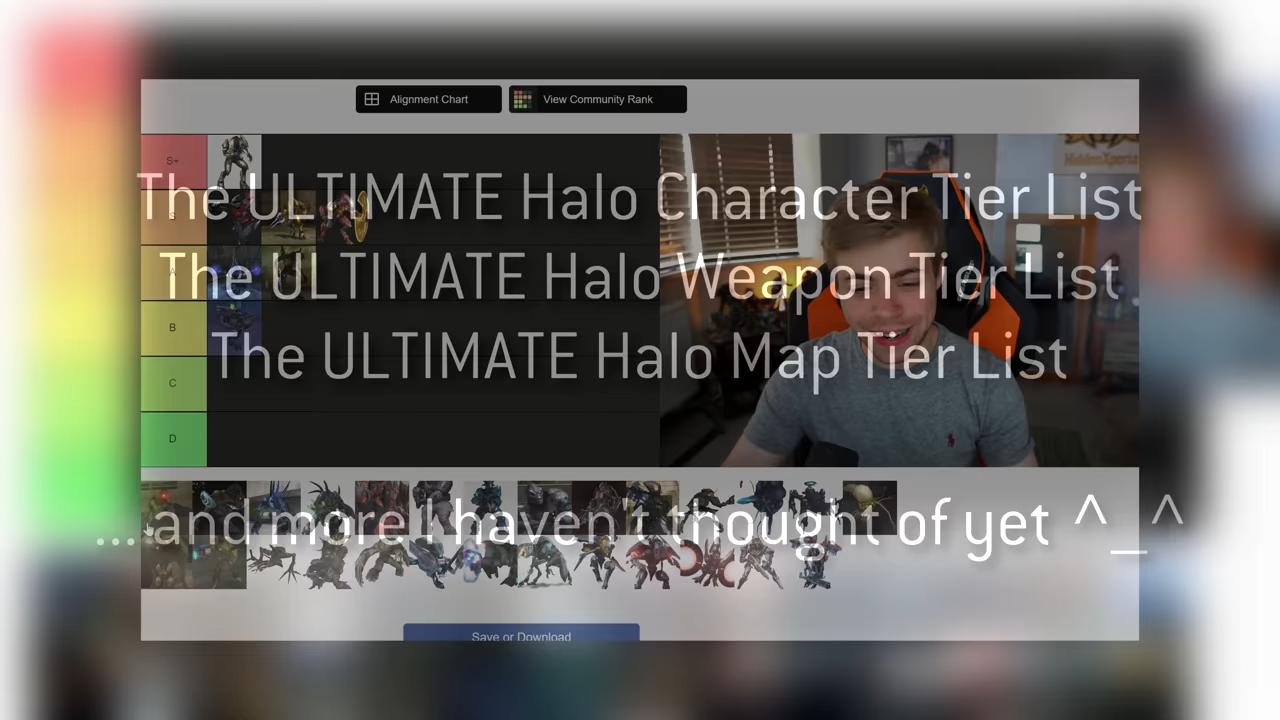 Alignment Chart
View Community Rank
HiddenXperia
S+
The ULTIMATE Halo Character Tier List
S
The ULTIMATE Halo Weapon Tier List
A
B
The ULTIMATE Halo Map Tier List
C
D
... and more I haven't thought of yet ^_^
Save or Download